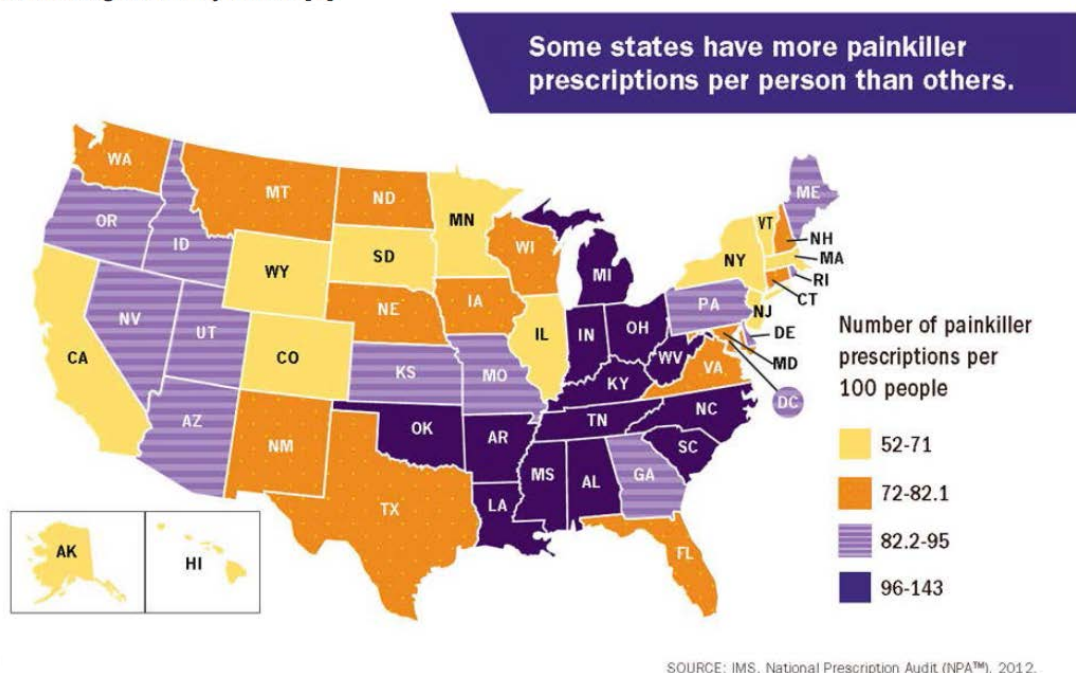 Some states have more painkiller
prescriptions per person than others.
WA
MT
ND
MN
ME
OR
ID
WI
VT
NH
WY
SD
NY
MA
MI
RI
CT
NE
IA
PA
NJ
NV
UT
CO
IL
IN
OH
DE
CA
KS
MO
WV
MD
VA
KY
DC
AZ
NM
OK
AR
TN
NC
SC
MS
AL
GA
LA
TX
FL
AK
HI
Number of painkiller
prescriptions per
100 people
52-71
72-82.1
82.2-95
96-143
SOURCE: IMS, National Prescription Audit (NPA™), 2012.